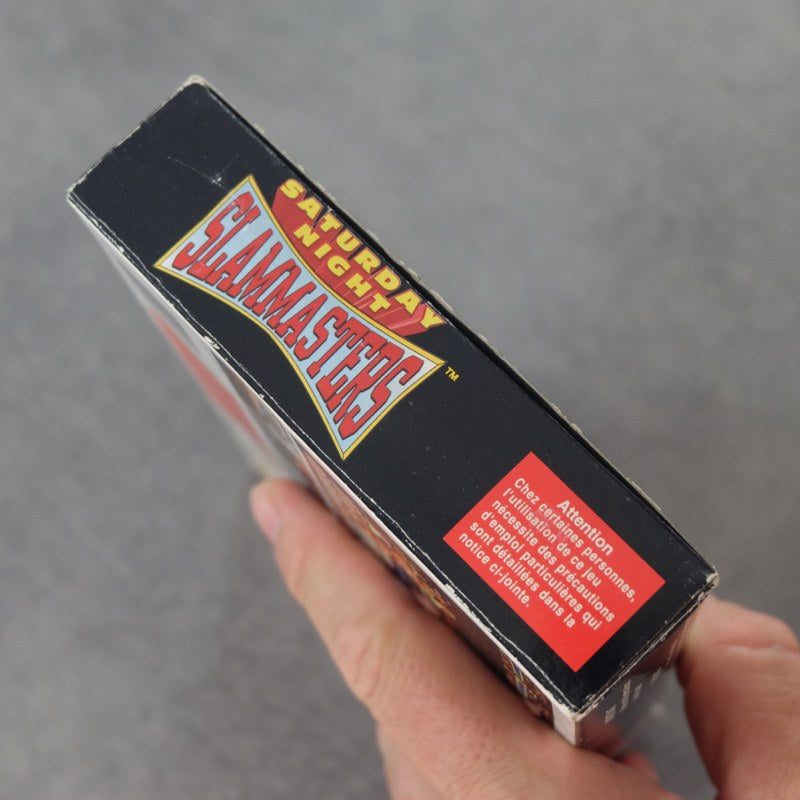 SATURDAY
NIGHT
SLAMMASTERS
TM
Attention
Chez certaines personnes,
l'utilisation de ce jeu
nécessite des précautions
d'emploi particulières qui
sont détaillées dans la
notice ci-jointe.